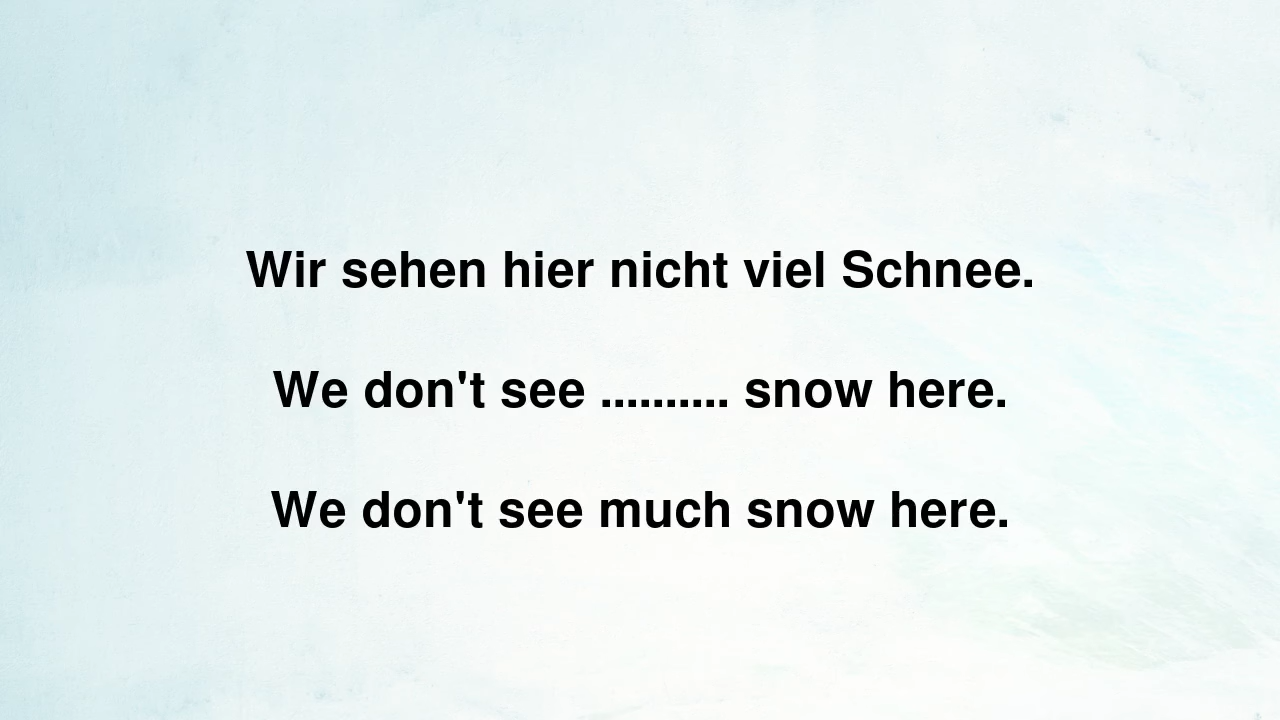 Wir sehen hier nicht viel Schnee.
We don't see .......... snow here.
We don't see much snow here.